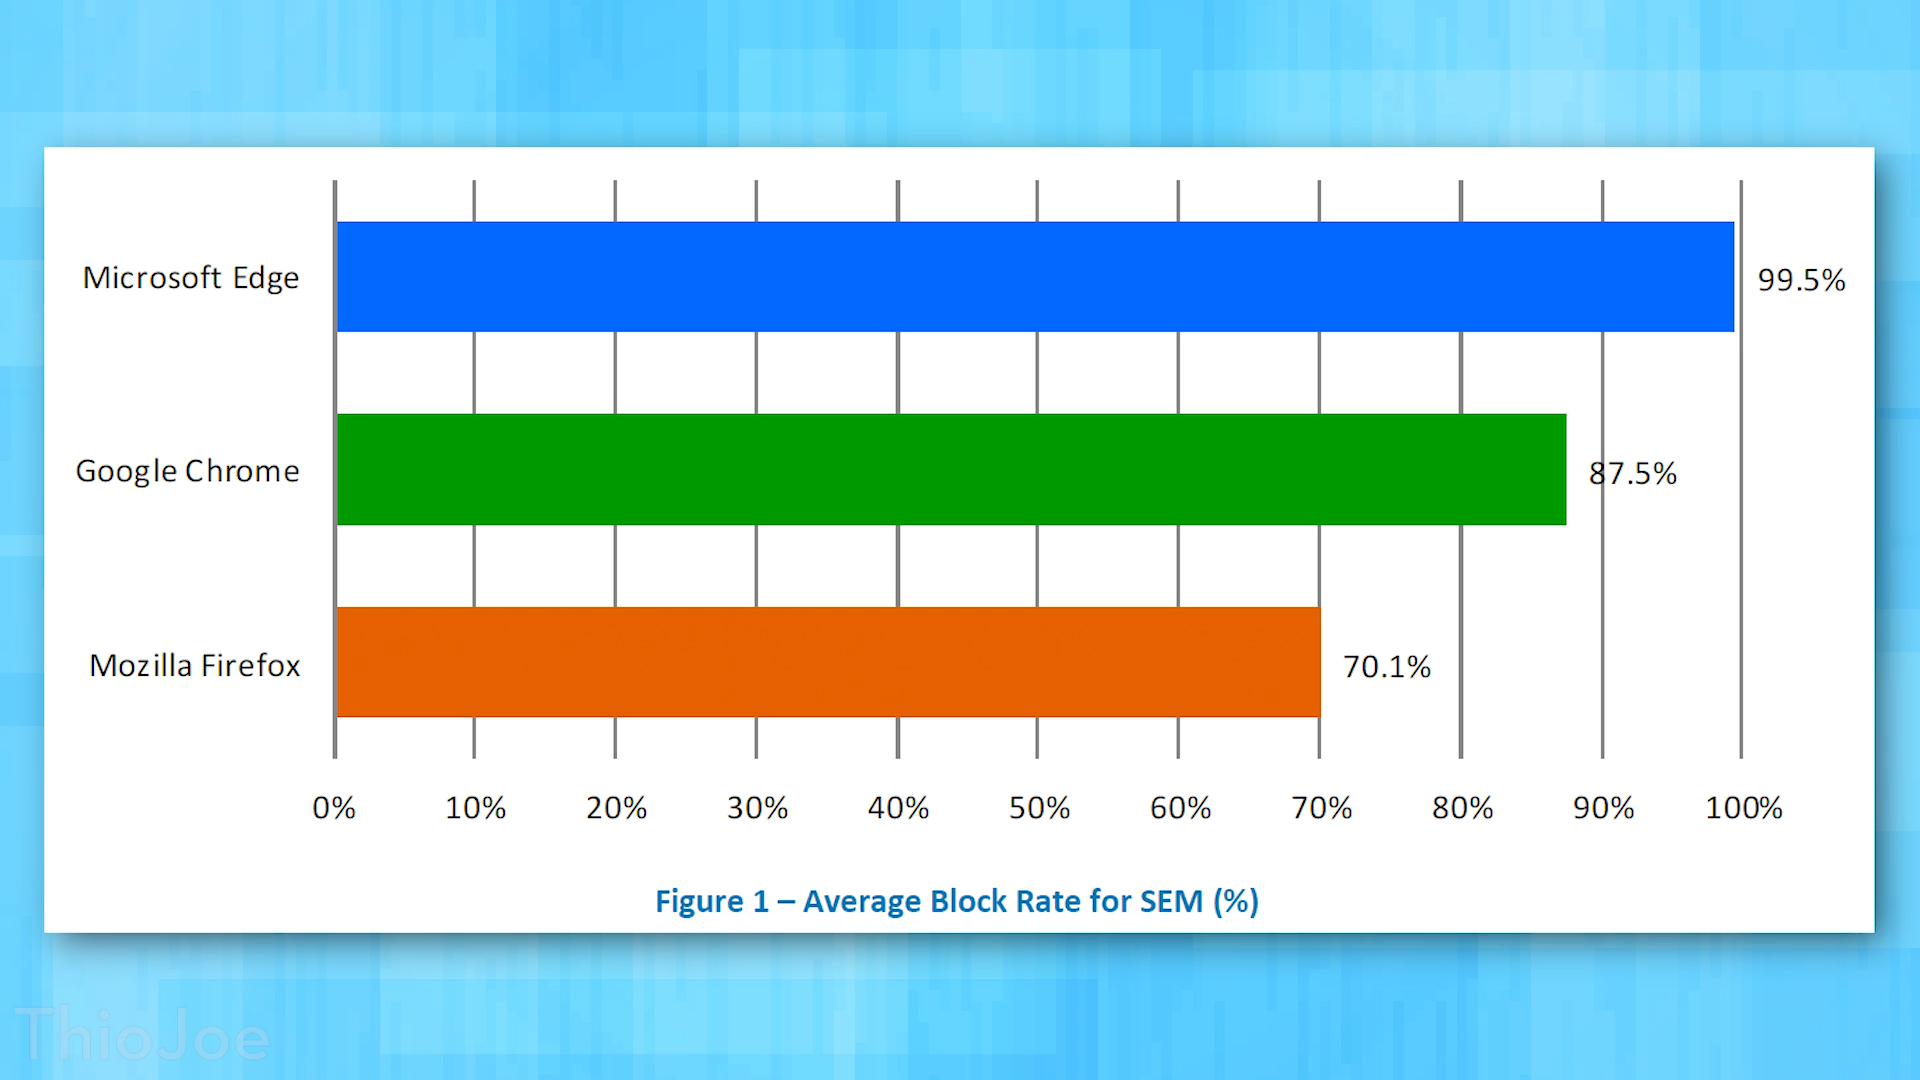 Microsoft Edge
99.5%
Google Chrome
87.5%
Mozilla Firefox
70.1%
0% 10% 20% 30% 40% 50% 60% 70% 80% 90% 100%
Figure 1 – Average Block Rate for SEM (%)
ThioJoe